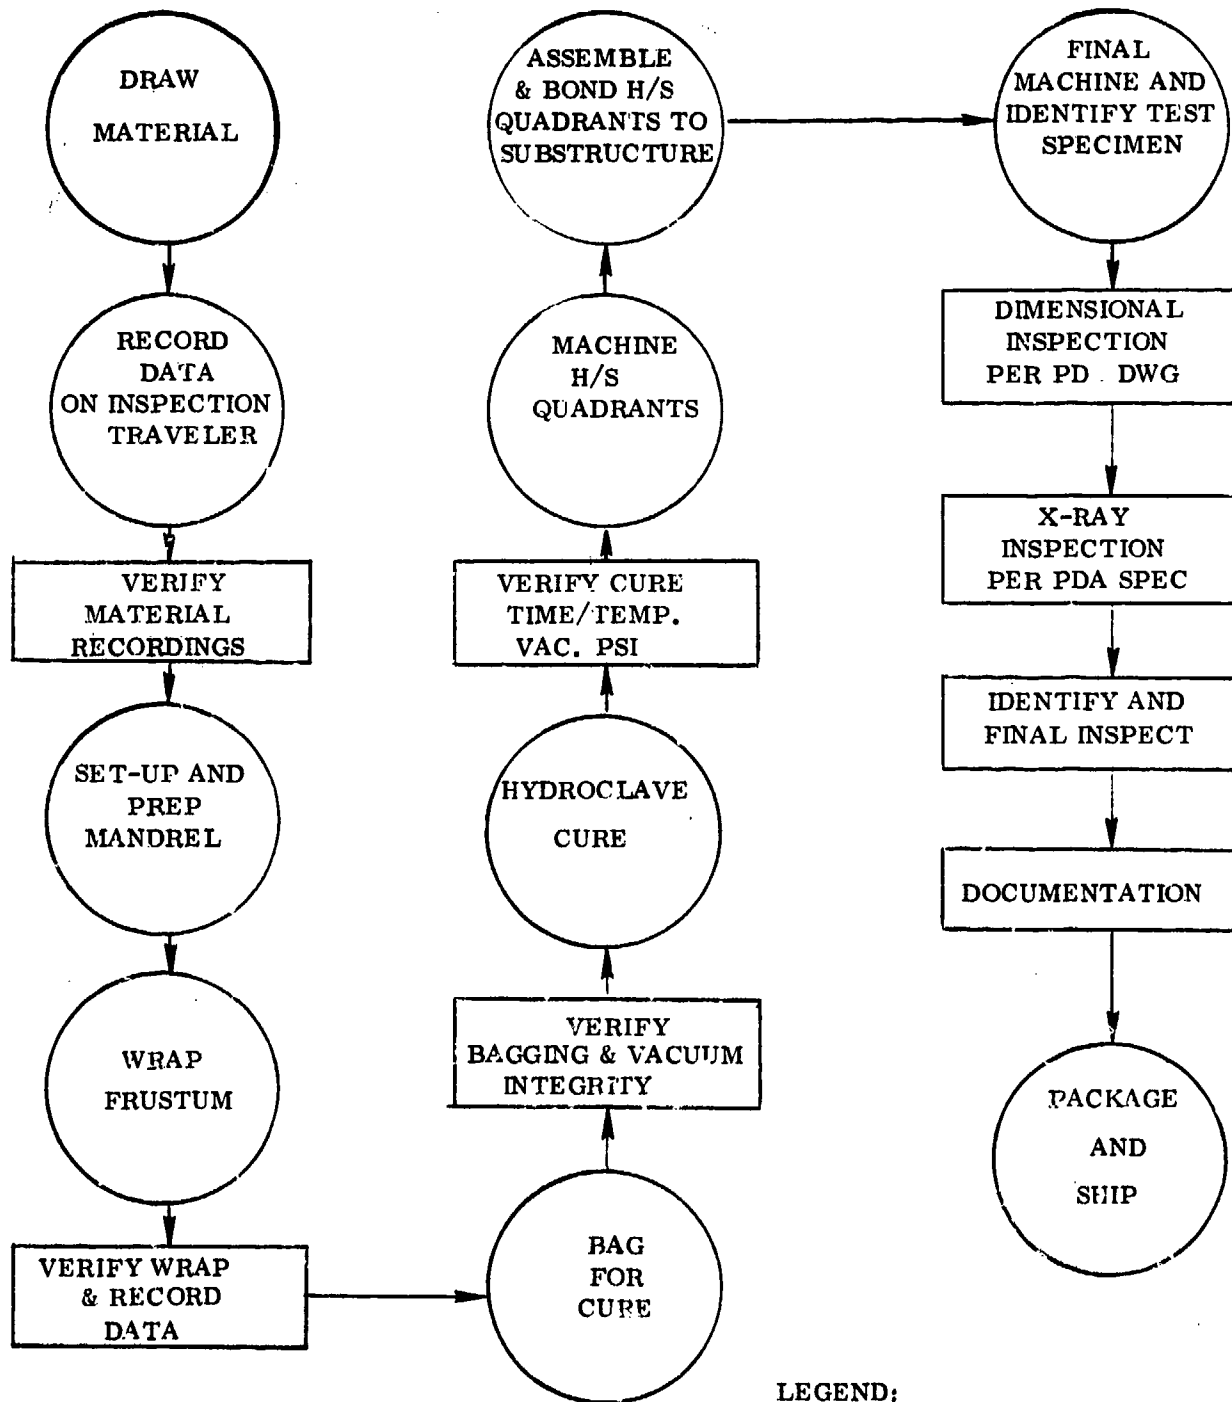 DRAW
MATERIAL
RECORD
DATA
ON INSPECTION
TRAVELER
VERIFY
MATERIAL
RECORDINGS
SET-UP AND
PREP
MANDREL
WRAP
FRUSTUM
VERIFY WRAP
& RECORD
DATA
BAG
FOR
CURE
VERIFY
BAGGING & VACUUM
INTEGRITY
HYDROCLAVE
CURE
VERIFY CURE
TIME/TEMP.
VAC. PSI
MACHINE
H/S
QUADRANTS
ASSEMBLE
& BOND H/S
QUADRANTS TO
SUBSTRUCTURE
FINAL
MACHINE AND
IDENTIFY TEST
SPECIMEN
DIMENSIONAL
INSPECTION
PER PD . DWG
X-RAY
INSPECTION
PER PDA SPEC
IDENTIFY AND
FINAL INSPECT
DOCUMENTATION
PACKAGE
AND
SHIP
LEGEND: